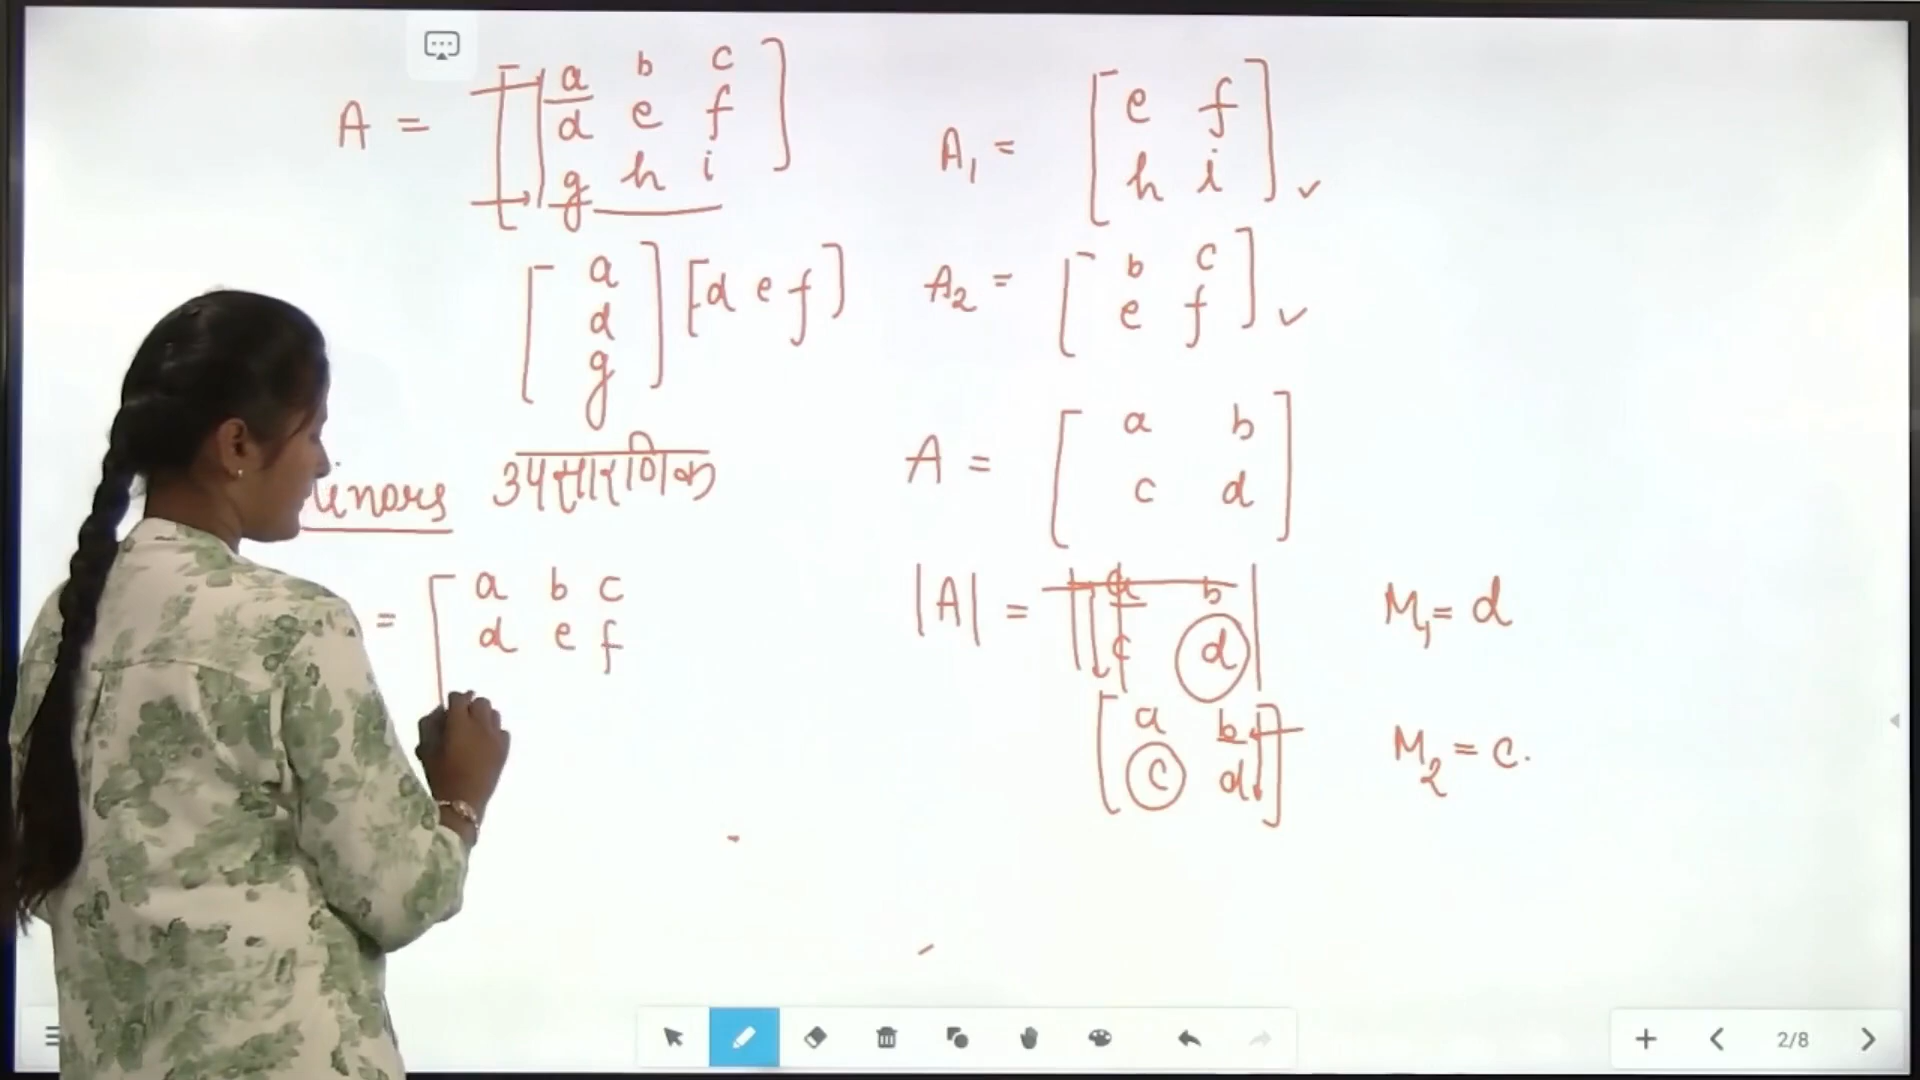 A = [ a b c
d e f
g h i ]
[ a
d
g ] [ d e f ]
inors उपसारणिक
= [ a b c
d e f
A₁ = [ e f
h i ] ✓
A₂ = [ b c
e f ] ✓
A = [ a b
c d ]
|A| = | a b
c d | M₁ = d
[ a b
c d ] M₂ = c.
2/8